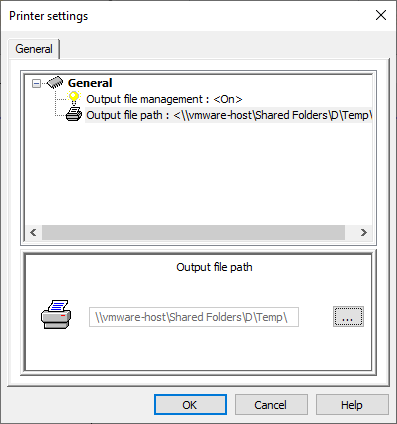 Printer settings
General
General
Output file management : <On>
Output file path : <\\vmware-host\Shared Folders\D\Temp\
Output file path
\\vmware-host\Shared Folders\D\Temp\
...
OK
Cancel
Help